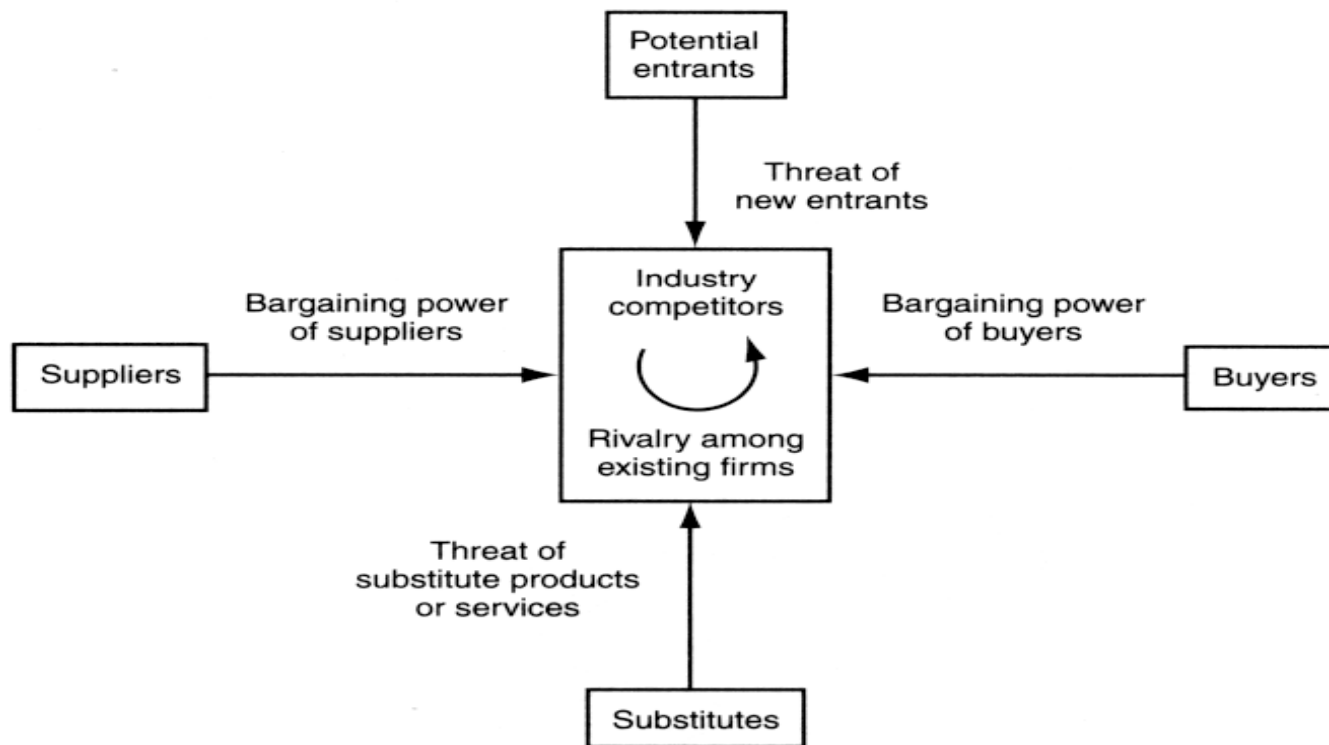 Potential
entrants
Threat of
new entrants
Industry
competitors
Bargaining power
of suppliers
Bargaining power
of buyers
Suppliers
Buyers
Rivalry among
existing firms
Threat of
substitute products
or services
Substitutes